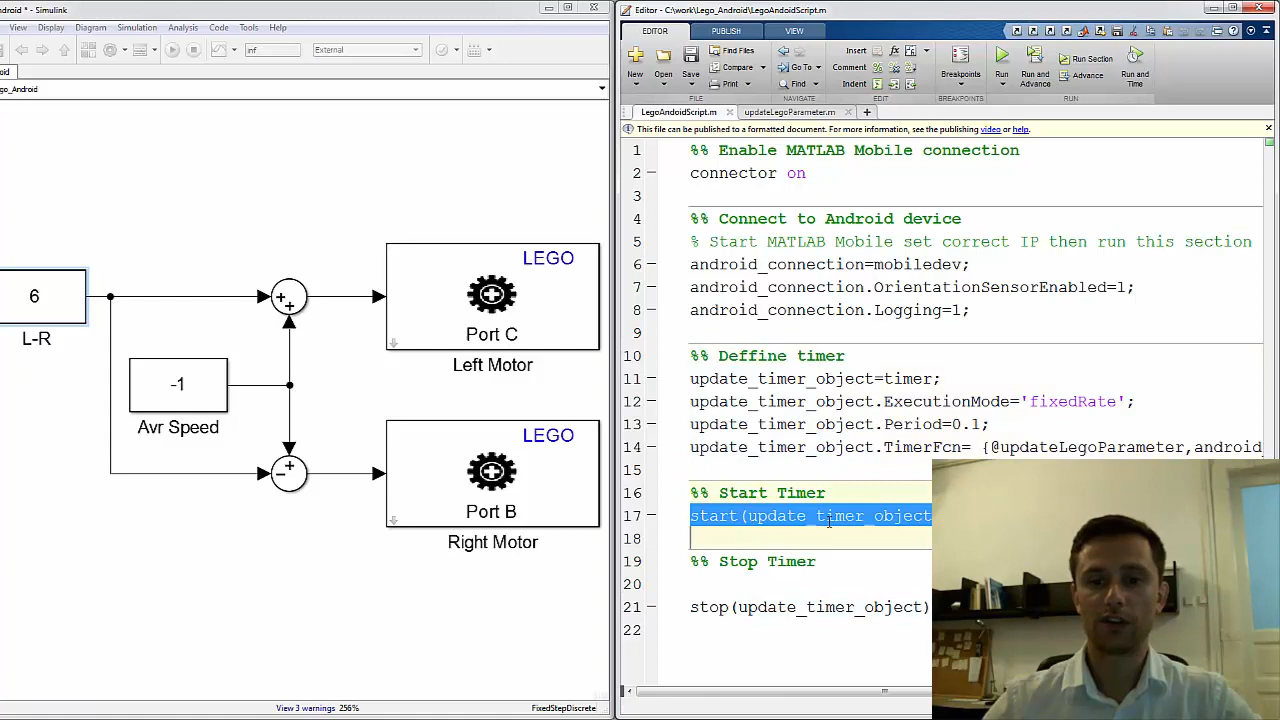 ndroid * - Simulink
View Display Diagram Simulation Analysis Code Tools Help
inf
External
oid
ego_Android
6
L-R
-1
Avr Speed
LEGO
Port C
Left Motor
LEGO
Port B
Right Motor
View 3 warnings 256%
FixedStepDiscrete
Editor - C:\work\Lego_Android\LegoAndoidScript.m
EDITOR PUBLISH VIEW
New Open Save
Find Files
Compare
Print
Go To
Find
Insert
Comment
Indent
Breakpoints
Run
Run and Advance
Run Section
Advance
Run and Time
FILE NAVIGATE EDIT BREAKPOINTS RUN
LegoAndoidScript.m updateLegoParameter.m
This file can be published to a formatted document. For more information, see the publishing video or help.
1 %% Enable MATLAB Mobile connection
2 connector on
3
4 %% Connect to Android device
5 % Start MATLAB Mobile set correct IP then run this section
6 android_connection=mobiledev;
7 android_connection.OrientationSensorEnabled=1;
8 android_connection.Logging=1;
9
10 %% Deffine timer
11 update_timer_object=timer;
12 update_timer_object.ExecutionMode='fixedRate';
13 update_timer_object.Period=0.1;
14 update_timer_object.TimerFcn= {@updateLegoParameter,android_
15
16 %% Start Timer
17 start(update_timer_object
18
19 %% Stop Timer
20
21 stop(update_timer_object)
22